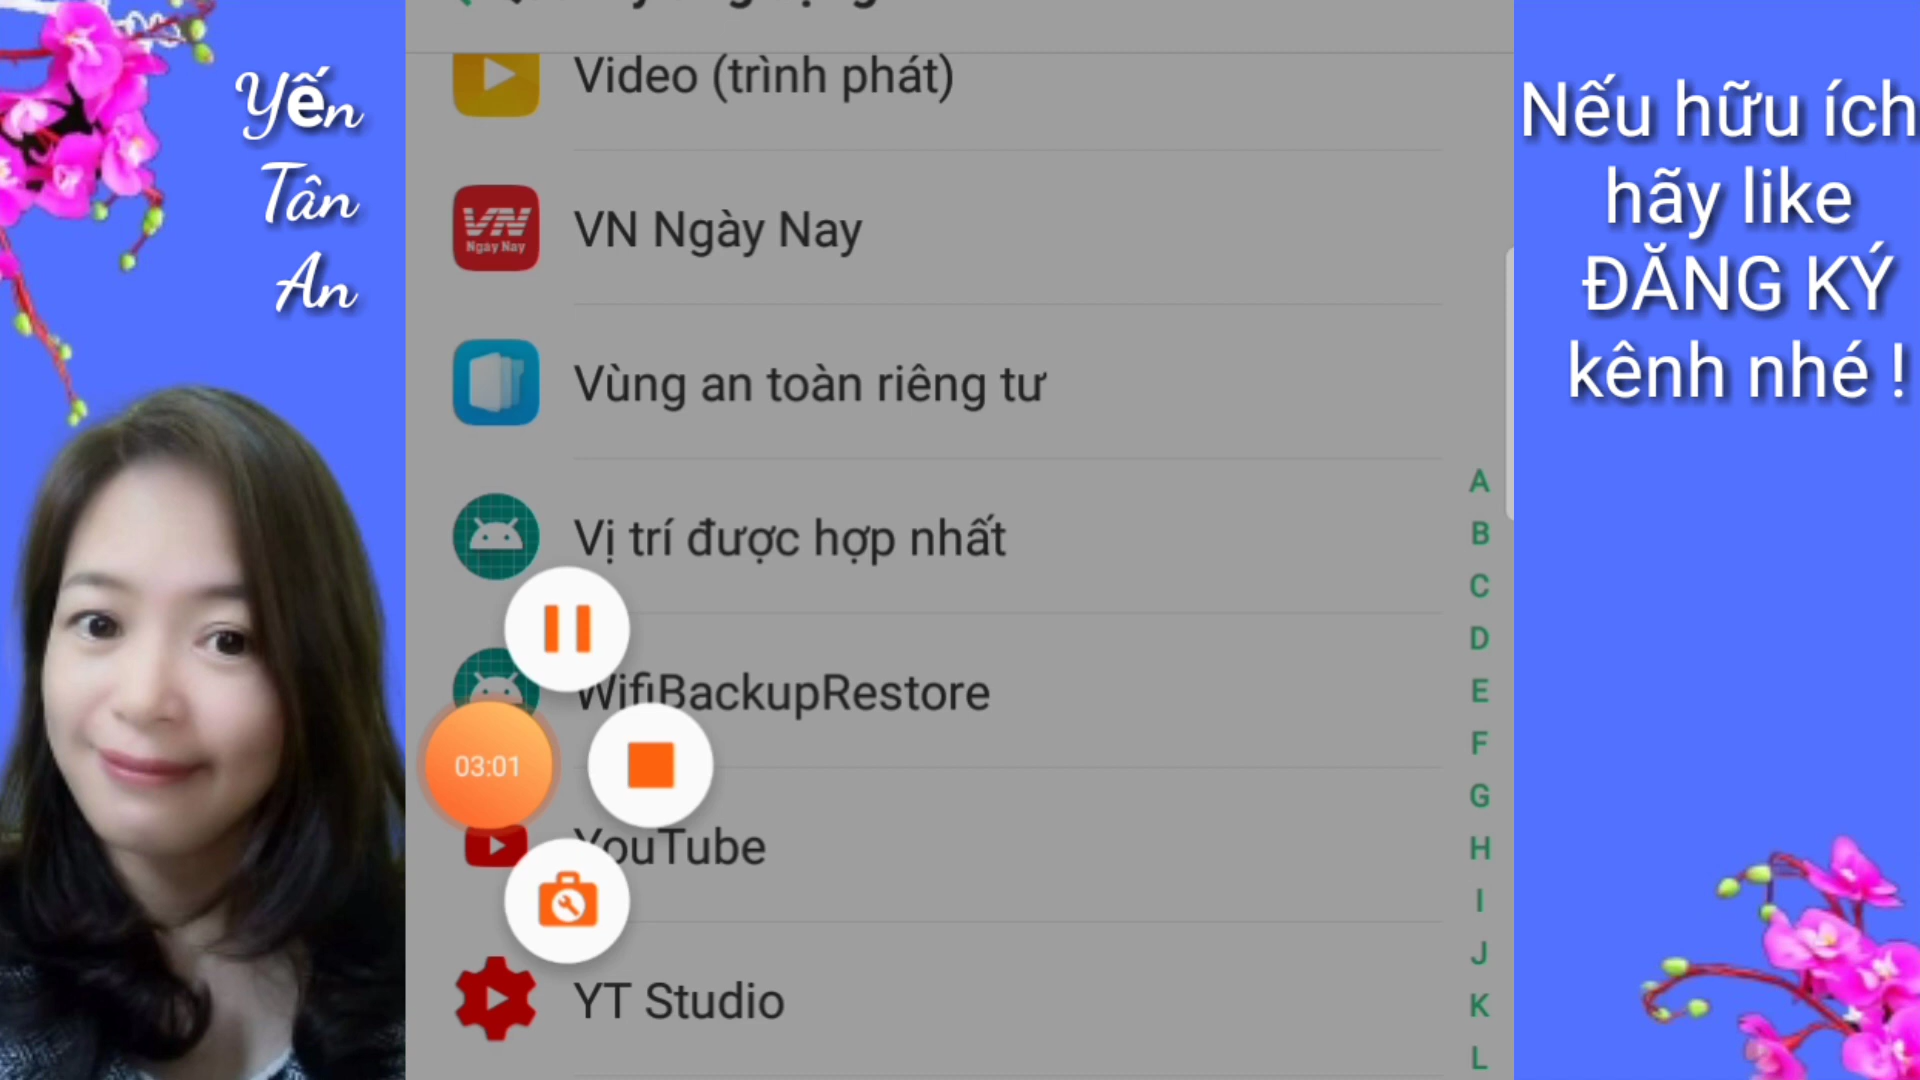 Yến
Tân
An
Video (trình phát)
VN
Ngày Nay
VN Ngày Nay
Vùng an toàn riêng tư
Vị trí được hợp nhất
WifiBackupRestore
03:01
YouTube
YT Studio
A
B
C
D
E
F
G
H
I
J
K
L
Nếu hữu ích
hãy like
ĐĂNG KÝ
kênh nhé !